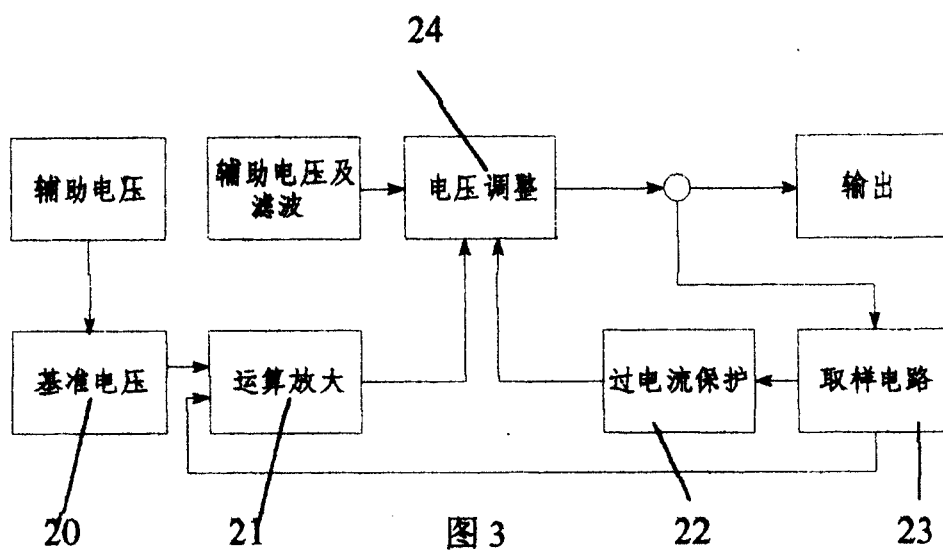 24
辅助电压
辅助电压及
滤波
电压调整
输出
基准电压
运算放大
过电流保护
取样电路
20
21
图3
22
23